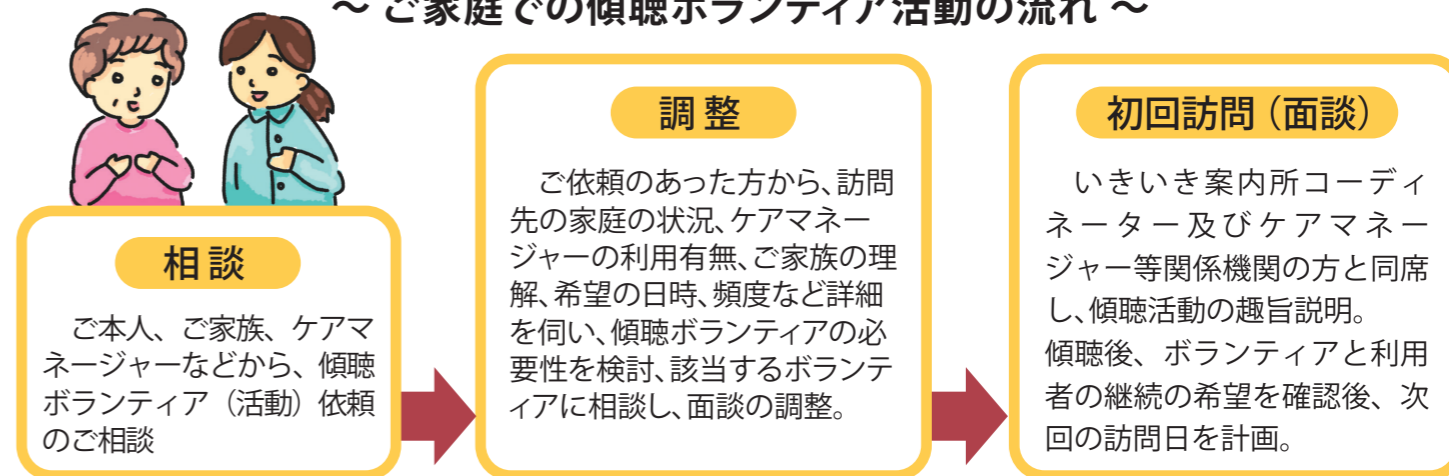 ～ ご家庭での傾聴ボランティア活動の流れ ～
相談
ご本人、ご家族、ケアマ
ネージャーなどから、傾聴
ボランティア（活動）依頼
のご相談
調整
ご依頼のあった方から、訪問
先の家庭の状況、ケアマネー
ジャーの利用有無、ご家族の理
解、希望の日時、頻度など詳細
を伺い、傾聴ボランティアの必
要性を検討、該当するボランテ
ィアに相談し、面談の調整。
初回訪問（面談）
いきいき案内所コーディ
ネーター及びケアマネー
ジャー等関係機関の方と同席
し、傾聴活動の趣旨説明。
傾聴後、ボランティアと利用
者の継続の希望を確認後、次
回の訪問日を計画。